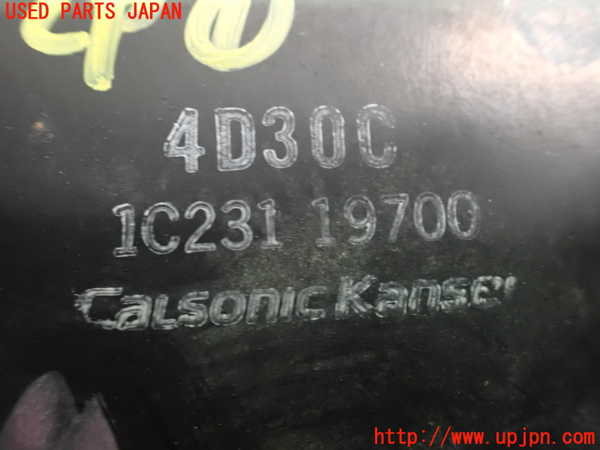 USED PARTS JAPAN
4D30C
1C231 19700
CALSONIC KANSEI
http://www.upjpn.com